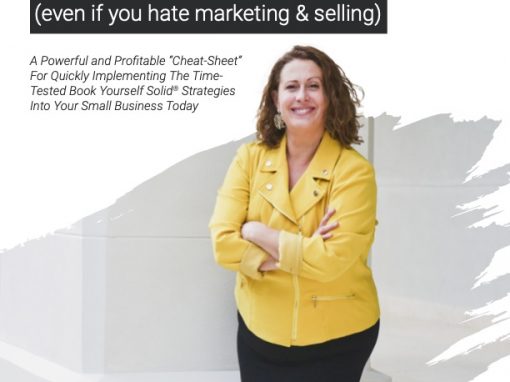 (even if you hate marketing & selling)
A Powerful and Profitable “Cheat-Sheet”
For Quickly Implementing The Time-
Tested Book Yourself Solid® Strategies
Into Your Small Business Today